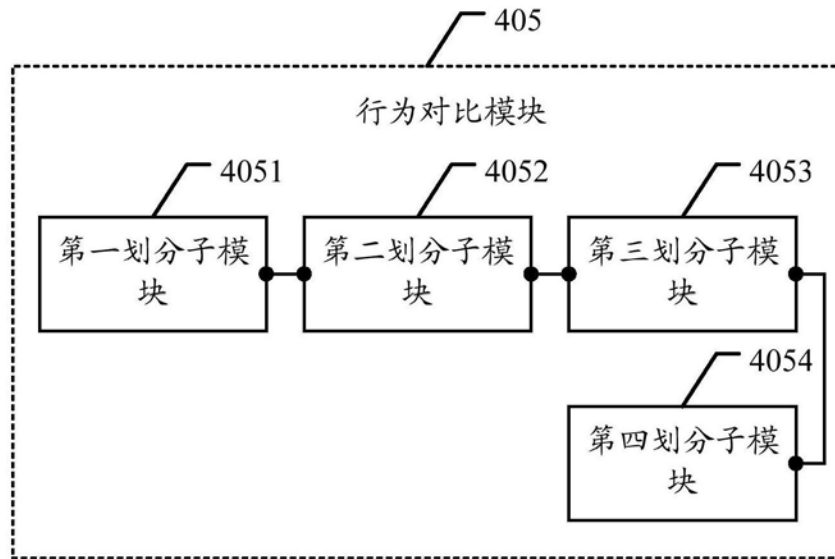 405
行为对比模块
4051
4052
4053
第一划分子模
块
第二划分子模
块
第三划分子模
块
4054
第四划分子模
块